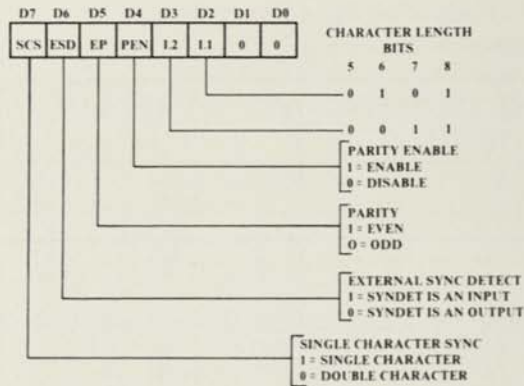 D7 D6 D5 D4 D3 D2 D1 D0
SCS ESD EP PEN L2 L1 0 0
CHARACTER LENGTH
BITS
5 6 7 8
0 1 0 1
0 0 1 1
PARITY ENABLE
1 = ENABLE
0 = DISABLE
PARITY
1 = EVEN
O = ODD
EXTERNAL SYNC DETECT
1 = SYNDET IS AN INPUT
0 = SYNDET IS AN OUTPUT
SINGLE CHARACTER SYNC
1 = SINGLE CHARACTER
0 = DOUBLE CHARACTER